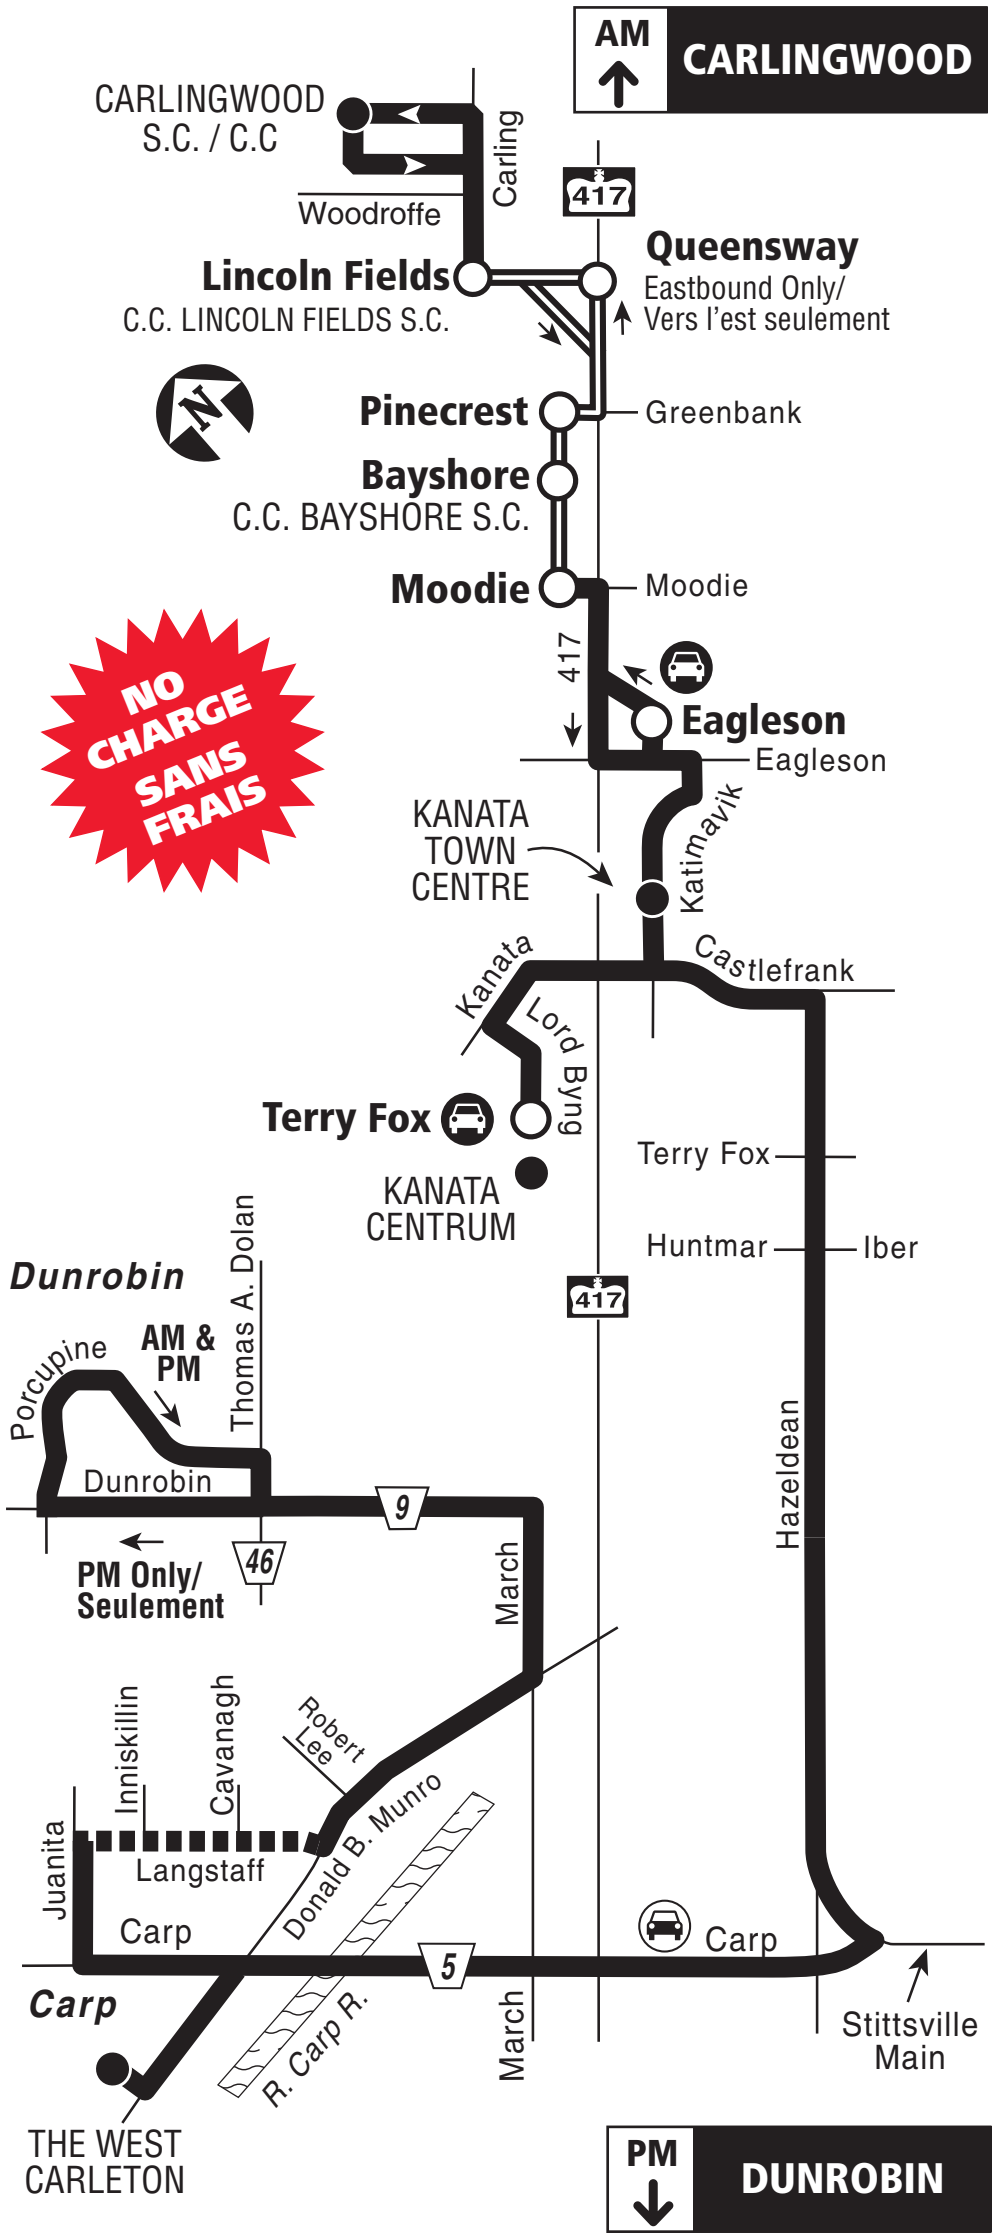 AM
CARLINGWOOD
CARLINGWOOD
S.C. / C.C
Carling
417
Woodroffe
Queensway
Eastbound Only/
Vers l'est seulement
Lincoln Fields
C.C. LINCOLN FIELDS S.C.
N
Pinecrest
Greenbank
Bayshore
C.C. BAYSHORE S.C.
Moodie
Moodie
417
NO
CHARGE
SANS
FRAIS
Eagleson
Eagleson
KANATA
TOWN
CENTRE
Katimavik
Kanata
Castlefrank
Lord Byng
Terry Fox
KANATA
CENTRUM
Terry Fox
Huntmar
Iber
417
Dunrobin
Thomas A. Dolan
AM &
PM
Porcupine
Dunrobin
9
46
PM Only/
Seulement
March
Hazeldean
Inniskillin
Cavanagh
Robert
Lee
Juanita
Langstaff
Donald B. Munro
Carp
5
Carp
Carp
R. Carp R.
March
Stittsville
Main
THE WEST
CARLETON
PM
DUNROBIN